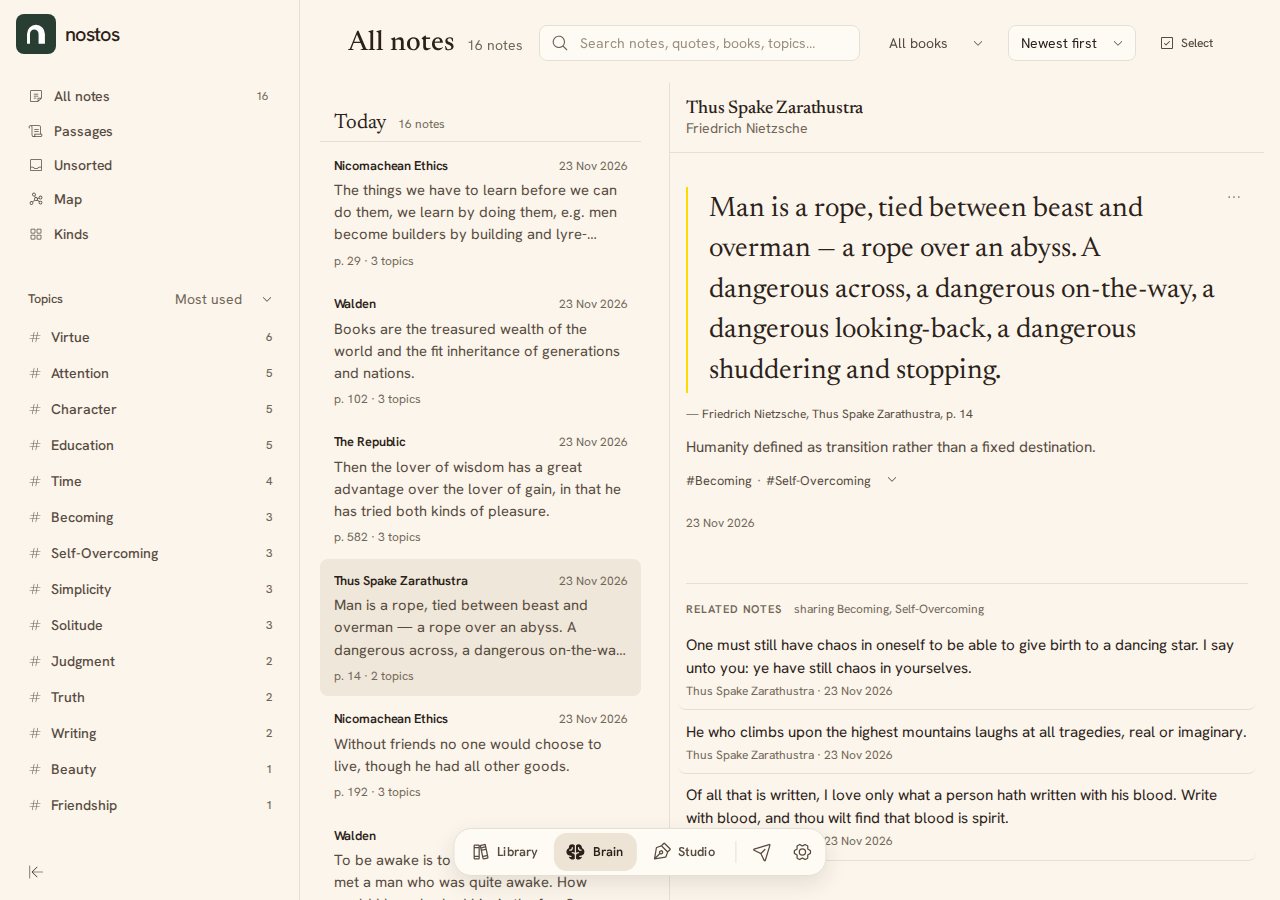 nostos
All notes 16
Passages
Unsorted
Map
Kinds
Topics Most used
# Virtue 6
# Attention 5
# Character 5
# Education 5
# Time 4
# Becoming 3
# Self-Overcoming 3
# Simplicity 3
# Solitude 3
# Judgment 2
# Truth 2
# Writing 2
# Beauty 1
# Friendship 1
All notes 16 notes
Search notes, quotes, books, topics...
All books
Newest first
Select
Today 16 notes
Nicomachean Ethics 23 Nov 2026
The things we have to learn before we can
do them, we learn by doing them, e.g. men
become builders by building and lyre-...
p. 29 · 3 topics
Walden 23 Nov 2026
Books are the treasured wealth of the
world and the fit inheritance of generations
and nations.
p. 102 · 3 topics
The Republic 23 Nov 2026
Then the lover of wisdom has a great
advantage over the lover of gain, in that he
has tried both kinds of pleasure.
p. 582 · 3 topics
Thus Spake Zarathustra 23 Nov 2026
Man is a rope, tied between beast and
overman — a rope over an abyss. A
dangerous across, a dangerous on-the-wa...
p. 14 · 2 topics
Nicomachean Ethics 23 Nov 2026
Without friends no one would choose to
live, though he had all other goods.
p. 192 · 3 topics
Walden
To be awake is to
met a man who was quite awake. How
Thus Spake Zarathustra
Friedrich Nietzsche
Man is a rope, tied between beast and
overman — a rope over an abyss. A
dangerous across, a dangerous on-the-way, a
dangerous looking-back, a dangerous
shuddering and stopping.
— Friedrich Nietzsche, Thus Spake Zarathustra, p. 14
Humanity defined as transition rather than a fixed destination.
#Becoming · #Self-Overcoming
23 Nov 2026
RELATED NOTES sharing Becoming, Self-Overcoming
One must still have chaos in oneself to be able to give birth to a dancing star. I say
unto you: ye have still chaos in yourselves.
Thus Spake Zarathustra · 23 Nov 2026
He who climbs upon the highest mountains laughs at all tragedies, real or imaginary.
Thus Spake Zarathustra · 23 Nov 2026
Of all that is written, I love only what a person hath written with his blood. Write
with blood, and thou wilt find that blood is spirit.
23 Nov 2026
Library
Brain
Studio